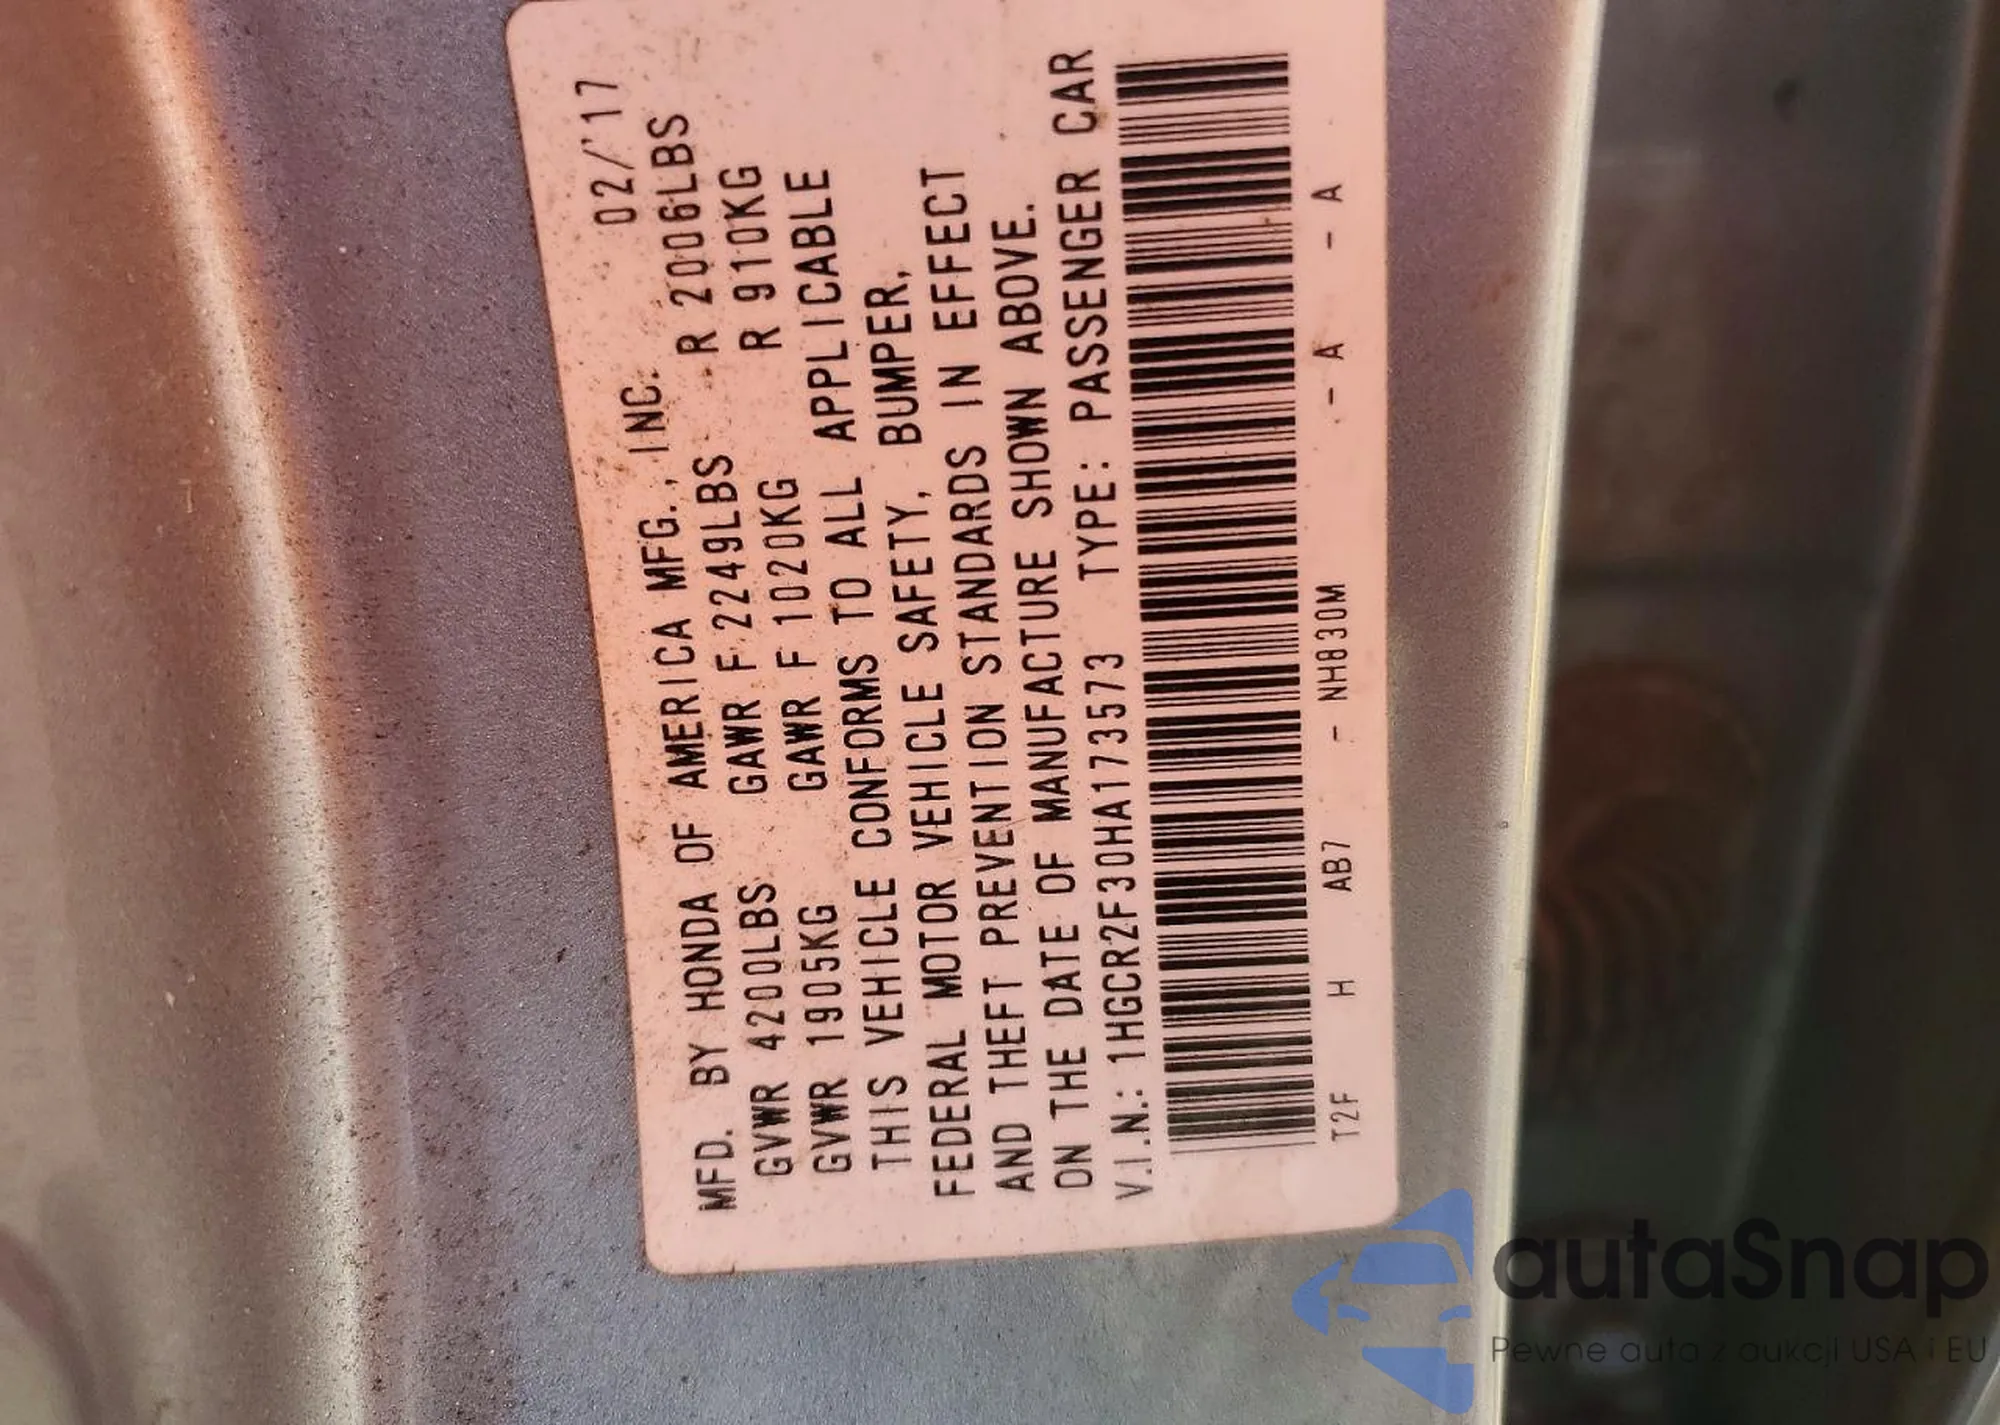 MFD. BY HONDA OF AMERICA MFG., INC. 02/'17
GVWR 4200LBS GAWR F 2249LBS R 2006LBS
GVWR 1905KG GAWR F 1020KG R 910KG
THIS VEHICLE CONFORMS TO ALL APPLICABLE
FEDERAL MOTOR VEHICLE SAFETY, BUMPER,
AND THEFT PREVENTION STANDARDS IN EFFECT
ON THE DATE OF MANUFACTURE SHOWN ABOVE.
V.I.N.: 1HGCR2F30HA173573 TYPE: PASSENGER CAR
T2F H AB7 - NH830M - A - A
autaSnap
Pewne auta z aukcji USA i EU